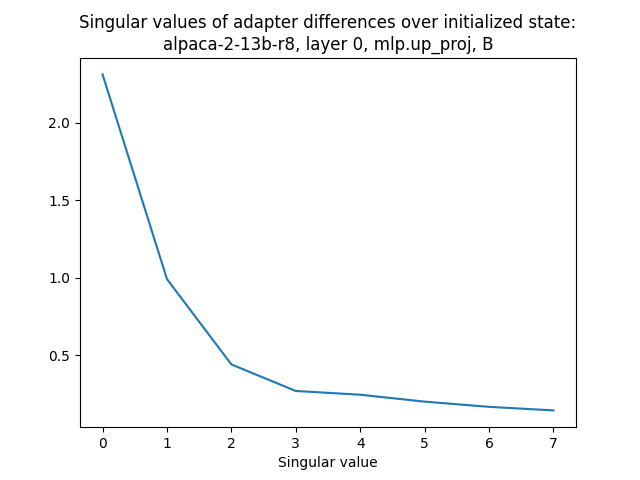 Singular values of adapter differences over initialized state:
alpaca-2-13b-r8, layer 0, mlp.up_proj, B
2.0
1.5
1.0
0.5
0 1 2 3 4 5 6 7
Singular value